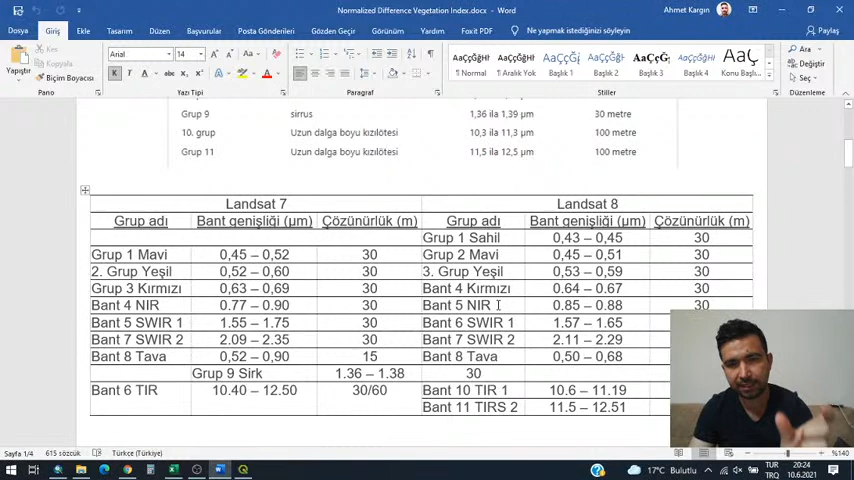 Normalized Difference Vegetation Index.docx - Word
Ahmet Kargın
Dosya Giriş Ekle Tasarım Düzen Başvurular Posta Gönderileri Gözden Geçir Görünüm Yardım Foxit PDF Ne yapmak istediğinizi söyleyin Paylaş
Yapıştır
Kes
Kopyala
Biçim Boyacısı
Arial 14
AaÇçĞğHł AaÇçĞğHł AaÇçĞğ AaÇçĞğ AaÇçĞğ AaÇçĞğ AaÇ
¶ Normal ¶ Aralık Yok Başlık 1 Başlık 2 Başlık 3 Başlık 4 Konu Başlı...
Ara
Değiştir
Seç
Pano Yazı Tipi Paragraf Stiller Düzenleme
Grup 9 sirrus 1,36 ila 1,39 µm 30 metre
10. grup Uzun dalga boyu kızılötesi 10,3 ila 11,3 µm 100 metre
Grup 11 Uzun dalga boyu kızılötesi 11,5 ila 12,5 µm 100 metre
Landsat 7 Landsat 8
Grup adı Bant genişliği (µm) Çözünürlük (m) Grup adı Bant genişliği (µm) Çözünürlük (m)
Grup 1 Sahil 0,43 – 0,45 30
Grup 1 Mavi 0,45 – 0,52 30 Grup 2 Mavi 0,45 – 0,51 30
2. Grup Yeşil 0,52 – 0,60 30 3. Grup Yeşil 0,53 – 0,59 30
Grup 3 Kırmızı 0,63 – 0,69 30 Bant 4 Kırmızı 0.64 – 0.67 30
Bant 4 NIR 0.77 – 0.90 30 Bant 5 NIR 0.85 – 0.88 30
Bant 5 SWIR 1 1.55 – 1.75 30 Bant 6 SWIR 1 1.57 – 1.65
Bant 7 SWIR 2 2.09 – 2.35 30 Bant 7 SWIR 2 2.11 – 2.29
Bant 8 Tava 0,52 – 0,90 15 Bant 8 Tava 0,50 – 0,68
Grup 9 Sirk 1.36 – 1.38 30
Bant 6 TIR 10.40 – 12.50 30/60 Bant 10 TIR 1 10.6 – 11.19
Bant 11 TIRS 2 11.5 – 12.51
Sayfa 1/4 615 sözcük Türkçe (Türkiye) %140
17°C Bulutlu TUR TRQ 20:24 10.6.2021